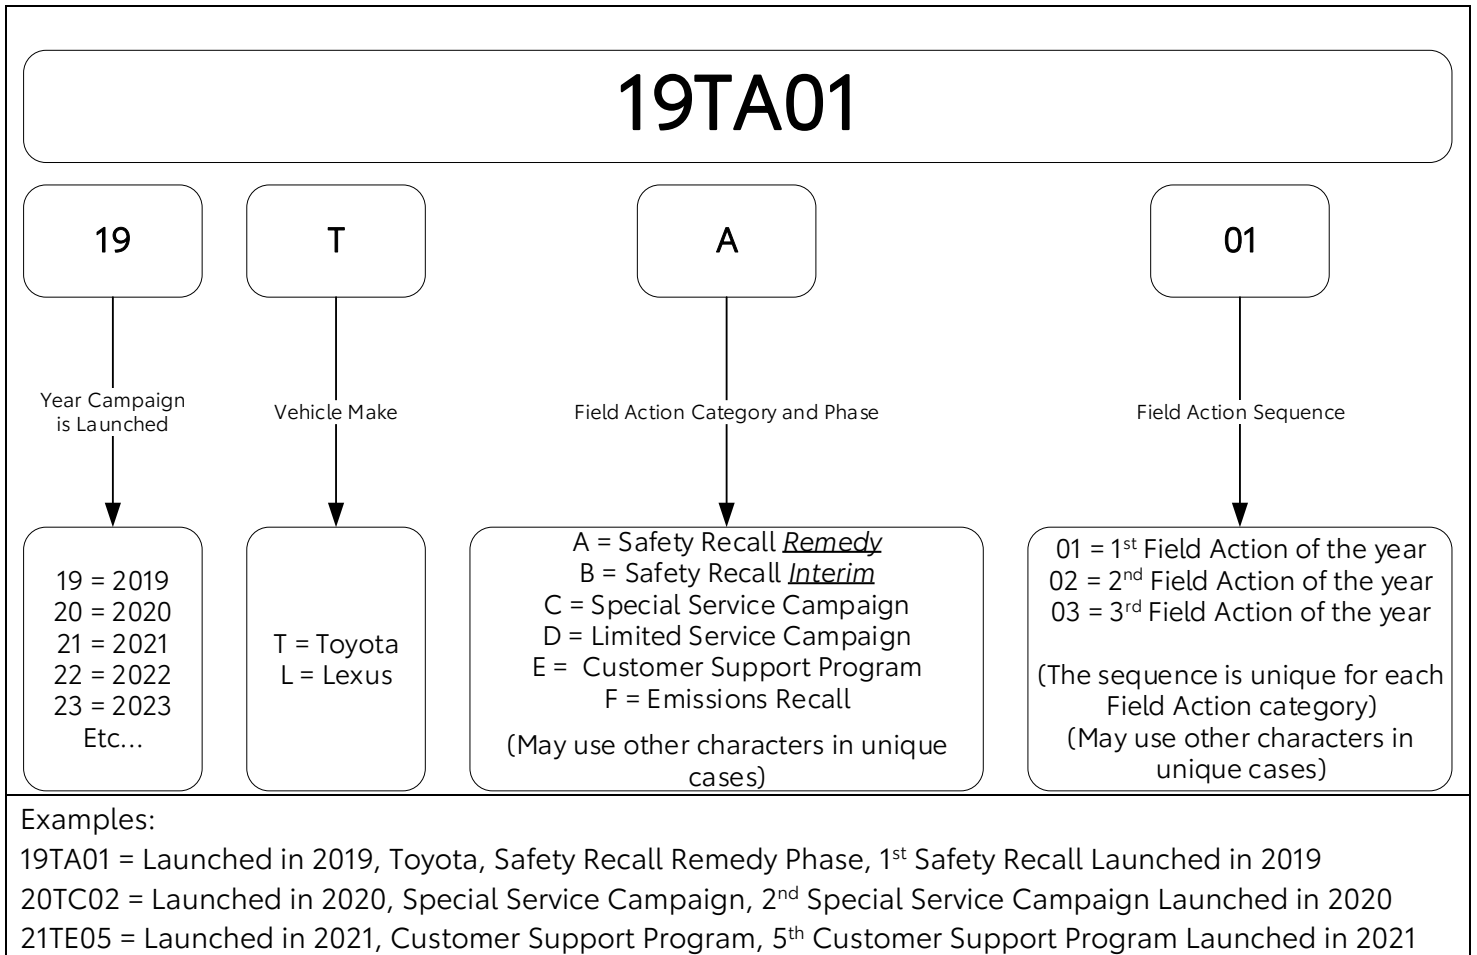 19TA01
19
T
A
01
Year Campaign
is Launched
Vehicle Make
Field Action Category and Phase
Field Action Sequence
19 = 2019
20 = 2020
21 = 2021
22 = 2022
23 = 2023
Etc...
T = Toyota
L = Lexus
A = Safety Recall Remedy
B = Safety Recall Interim
C = Special Service Campaign
D = Limited Service Campaign
E =  Customer Support Program
F = Emissions Recall
(May use other characters in unique
cases)
01 = 1st Field Action of the year
02 = 2nd Field Action of the year
03 = 3rd Field Action of the year
(The sequence is unique for each
Field Action category)
(May use other characters in
unique cases)
Examples:
19TA01 = Launched in 2019, Toyota, Safety Recall Remedy Phase, 1st Safety Recall Launched in 2019
20TC02 = Launched in 2020, Special Service Campaign, 2nd Special Service Campaign Launched in 2020
21TE05 = Launched in 2021, Customer Support Program, 5th Customer Support Program Launched in 2021